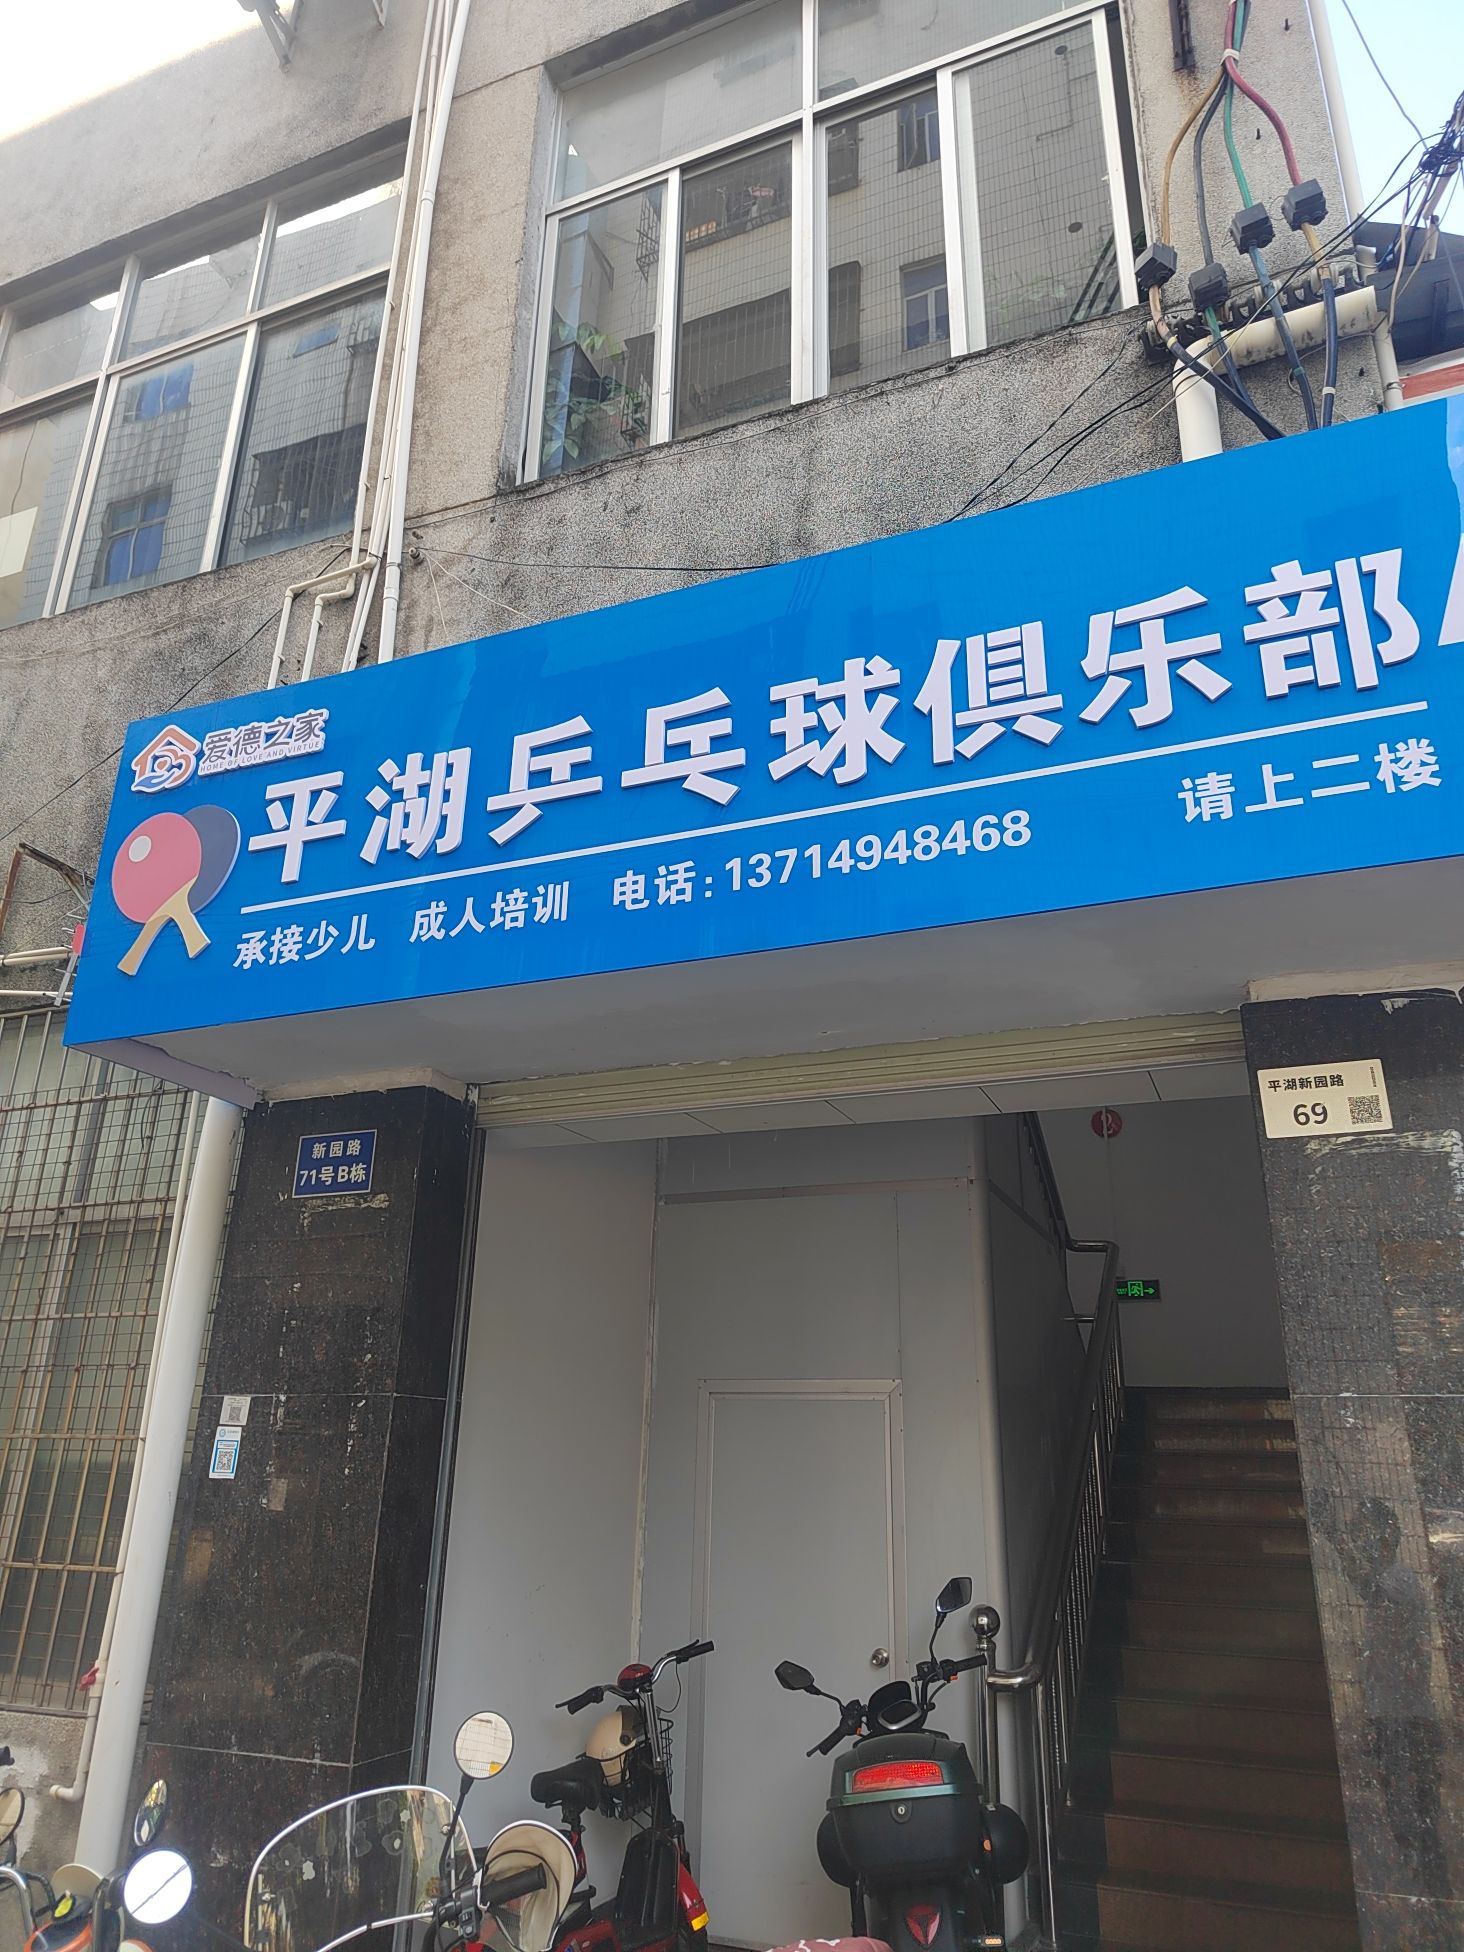 爱德之家
HOME OF LOVE AND VIRTUE
平湖乒乓球俱乐部
承接少儿 成人培训 电话:13714948468 请上二楼
新园路
71号B栋
平湖新园路
69